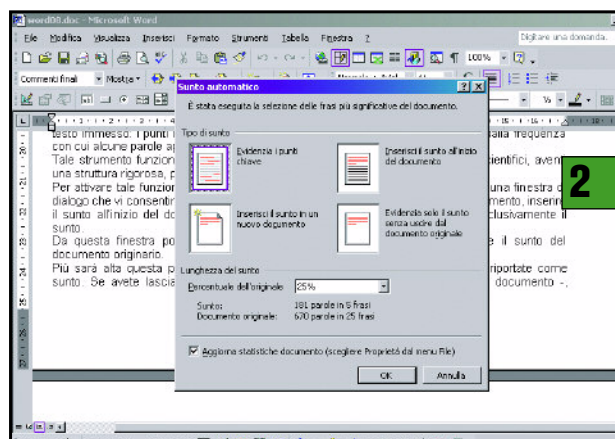 word08.doc - Microsoft Word
File Modifica Visualizza Inserisci Formato Strumenti Tabella Finestra ?
Digitare una domanda.
100%
Commenti finali Mostra
testo immesso. I punti
alla frequenza
con cui alcune parole
Tale strumento funzion
cientifici, aven
una struttura rigorosa, p
Per attivare tale funzion
una finestra d
dialogo che vi consentir
mento, inserire
il sunto all'inizio del do
clusivamente il
sunto.
Da questa finestra po
e il sunto del
documento originario.
Più sarà alta questa p
riportate come
sunto. Se avete lascia
documento -,
Sunto automatico
È stata eseguita la selezione delle frasi più significative del documento.
Tipo di sunto
Evidenzia i punti
chiave
Inserisci il sunto all'inizio
del documento
Inserisci il sunto in un
nuovo documento
Evidenzia solo il sunto
senza uscire dal
documento originale
Lunghezza del sunto
Percentuale dell'originale 25%
Sunto: 181 parole in 5 frasi
Documento originale: 670 parole in 25 frasi
Aggiorna statistiche documento (scegliere Proprietà dal menu File)
OK Annulla
2